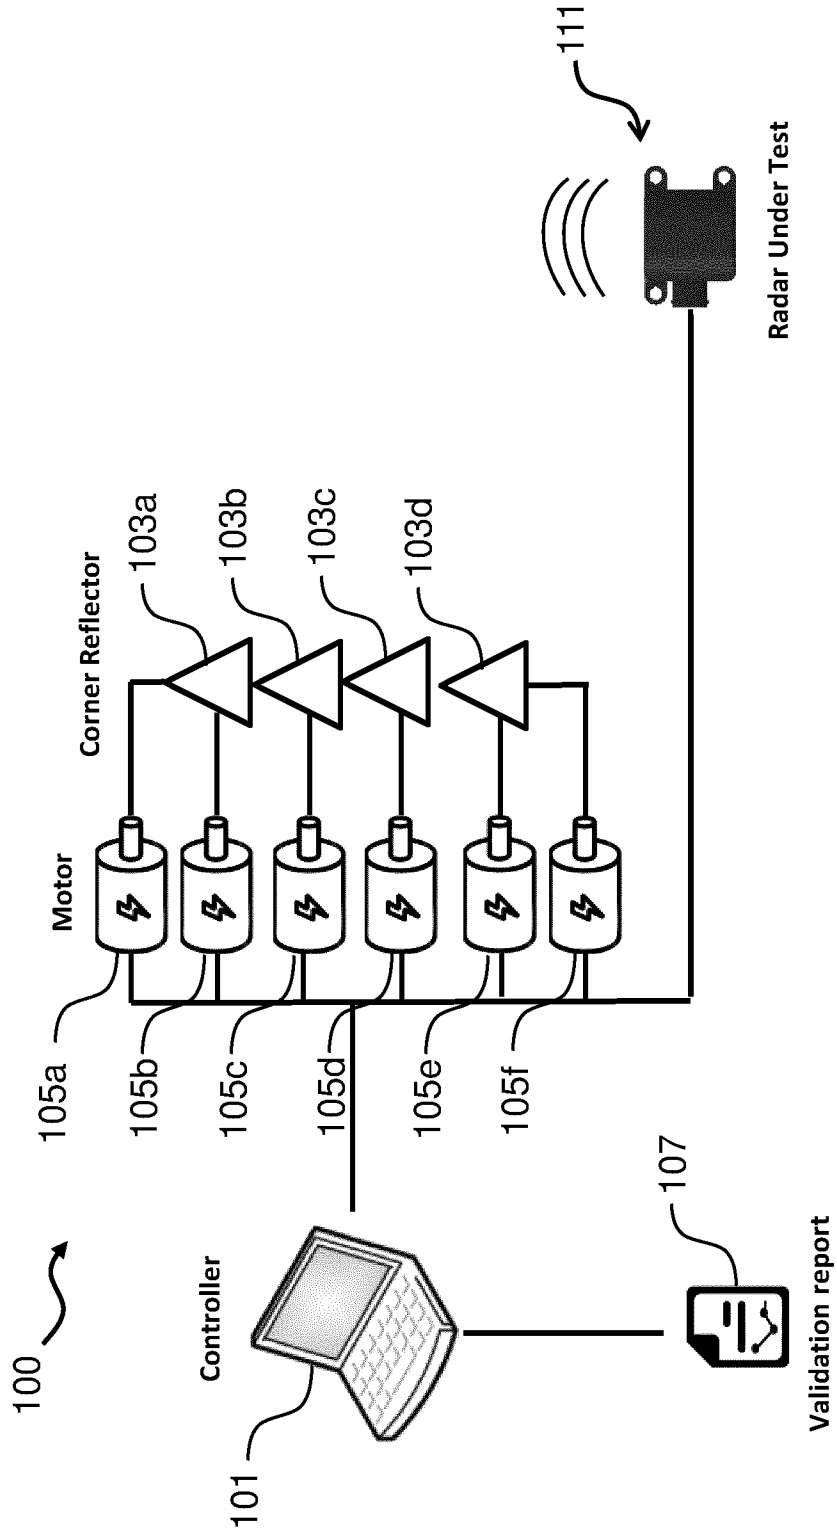 100
Controller
101
Validation report
107
Motor
105a
105b
105c
105d
105e
105f
Corner Reflector
103a
103b
103c
103d
111
Radar Under Test